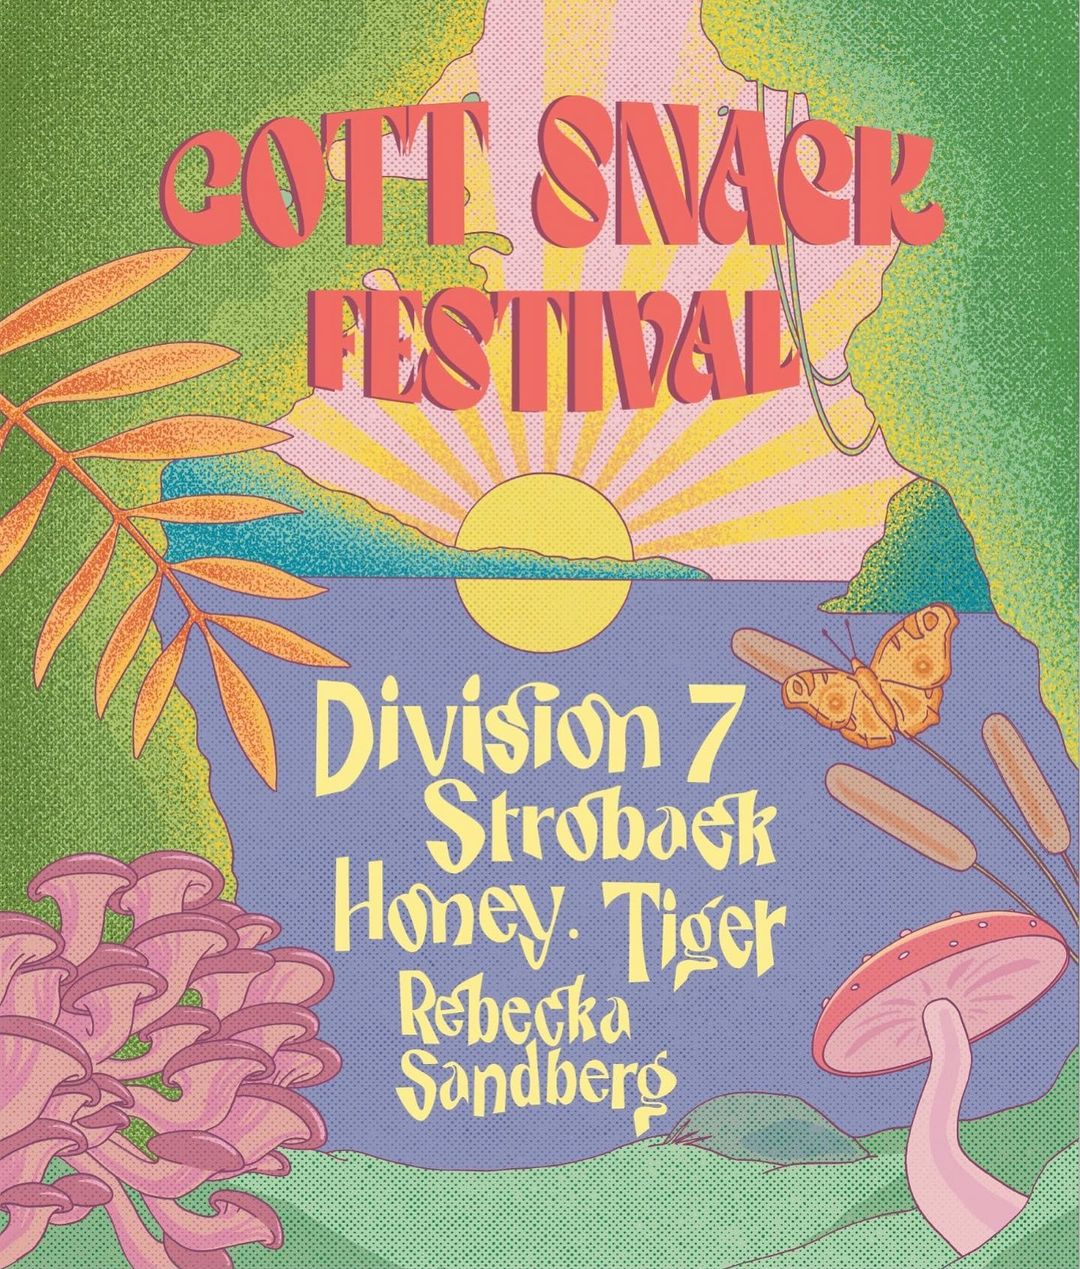 GOTT SNACK
FESTIVAL
Division 7
Strobaek
Honey. Tiger
Rebecka
Sandberg